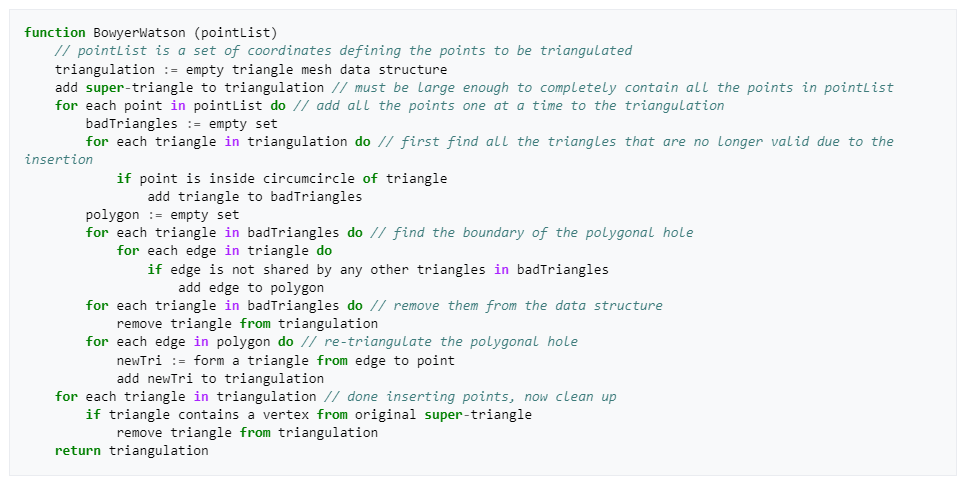 function BowyerWatson (pointList)
    // pointList is a set of coordinates defining the points to be triangulated
    triangulation := empty triangle mesh data structure
    add super-triangle to triangulation // must be large enough to completely contain all the points in pointList
    for each point in pointList do // add all the points one at a time to the triangulation
        badTriangles := empty set
        for each triangle in triangulation do // first find all the triangles that are no longer valid due to the
insertion
            if point is inside circumcircle of triangle
                add triangle to badTriangles
        polygon := empty set
        for each triangle in badTriangles do // find the boundary of the polygonal hole
            for each edge in triangle do
                if edge is not shared by any other triangles in badTriangles
                    add edge to polygon
        for each triangle in badTriangles do // remove them from the data structure
            remove triangle from triangulation
        for each edge in polygon do // re-triangulate the polygonal hole
            newTri := form a triangle from edge to point
            add newTri to triangulation
    for each triangle in triangulation // done inserting points, now clean up
        if triangle contains a vertex from original super-triangle
            remove triangle from triangulation
    return triangulation